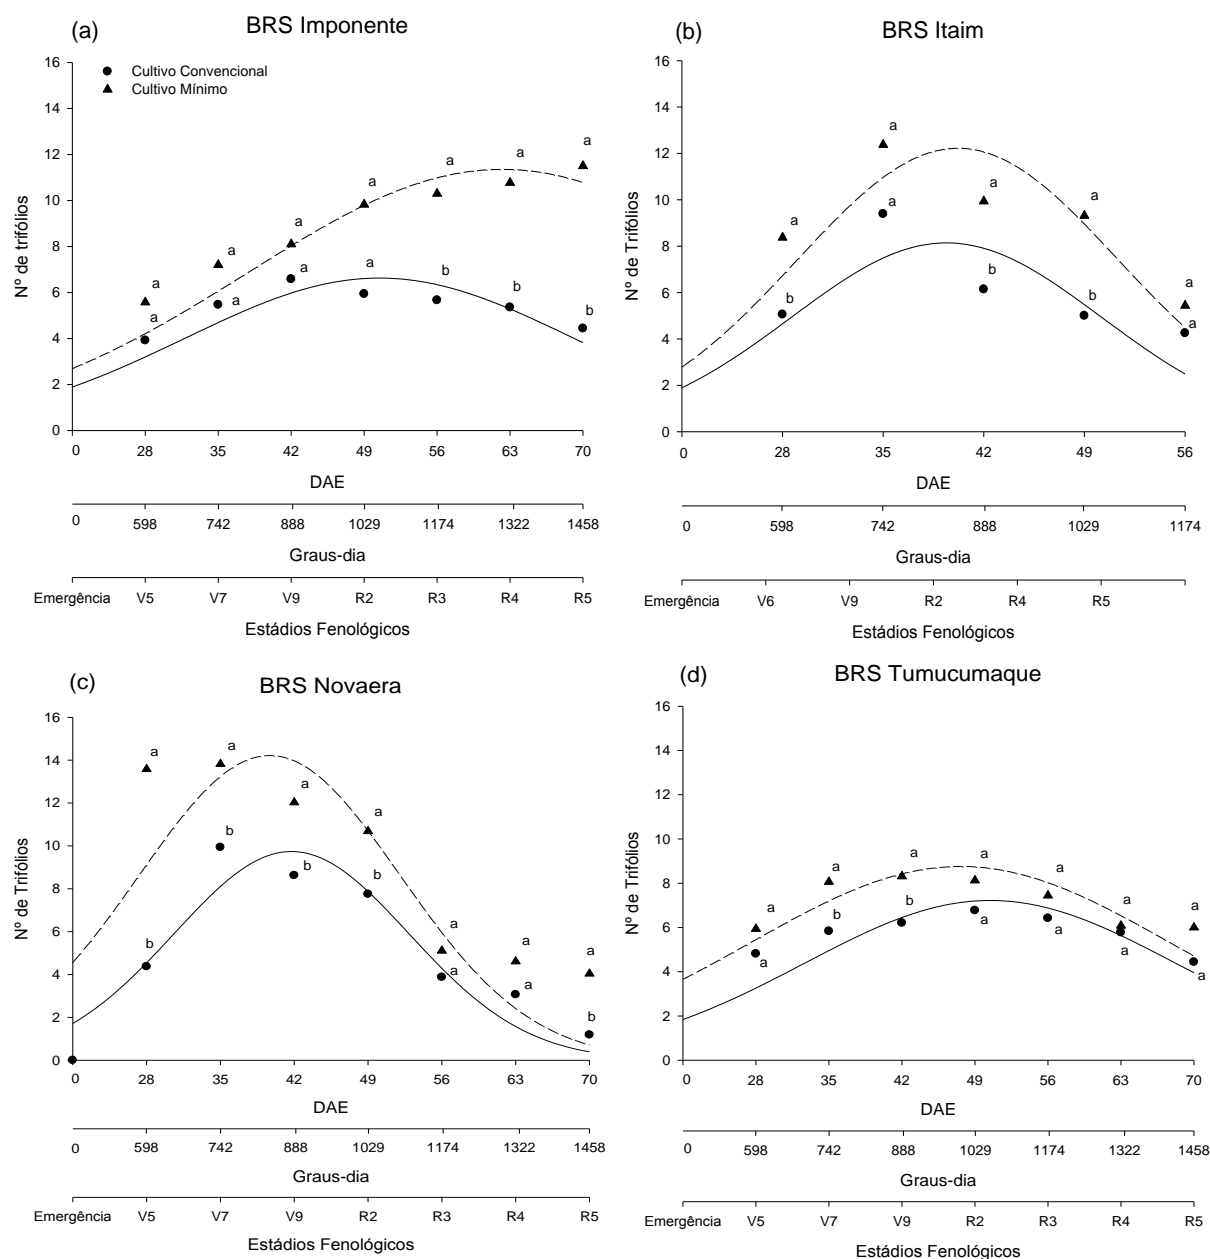 (a)
BRS Imponente
16
14
12
10
8
6
4
2
0
Nº de trifólios
Cultivo Convencional
Cultivo Mínimo
a a a a a a a
a a a a b b b
0 28 35 42 49 56 63 70
DAE
0 598 742 888 1029 1174 1322 1458
Graus-dia
Emergência V5 V7 V9 R2 R3 R4 R5
Estádios Fenológicos
(b)
BRS Itaim
16
14
12
10
8
6
4
2
0
Nº de Trifólios
a a a a a
b a b b a
0 28 35 42 49 56
DAE
0 598 742 888 1029 1174
Graus-dia
Emergência V6 V9 R2 R4 R5
Estádios Fenológicos
(c)
BRS Novaera
16
14
12
10
8
6
4
2
0
Nº de Trifólios
a a a a a a a
b b b b a a b
0 28 35 42 49 56 63 70
DAE
0 598 742 888 1029 1174 1322 1458
Graus-dia
Emergência V5 V7 V9 R2 R3 R4 R5
Estádios Fenológicos
(d)
BRS Tumucumaque
16
14
12
10
8
6
4
2
0
Nº de Trifólios
a a a a a a a
a b b a a a a
0 28 35 42 49 56 63 70
DAE
0 598 742 888 1029 1174 1322 1458
Graus-dia
Emergência V5 V7 V9 R2 R3 R4 R5
Estádios Fenológicos